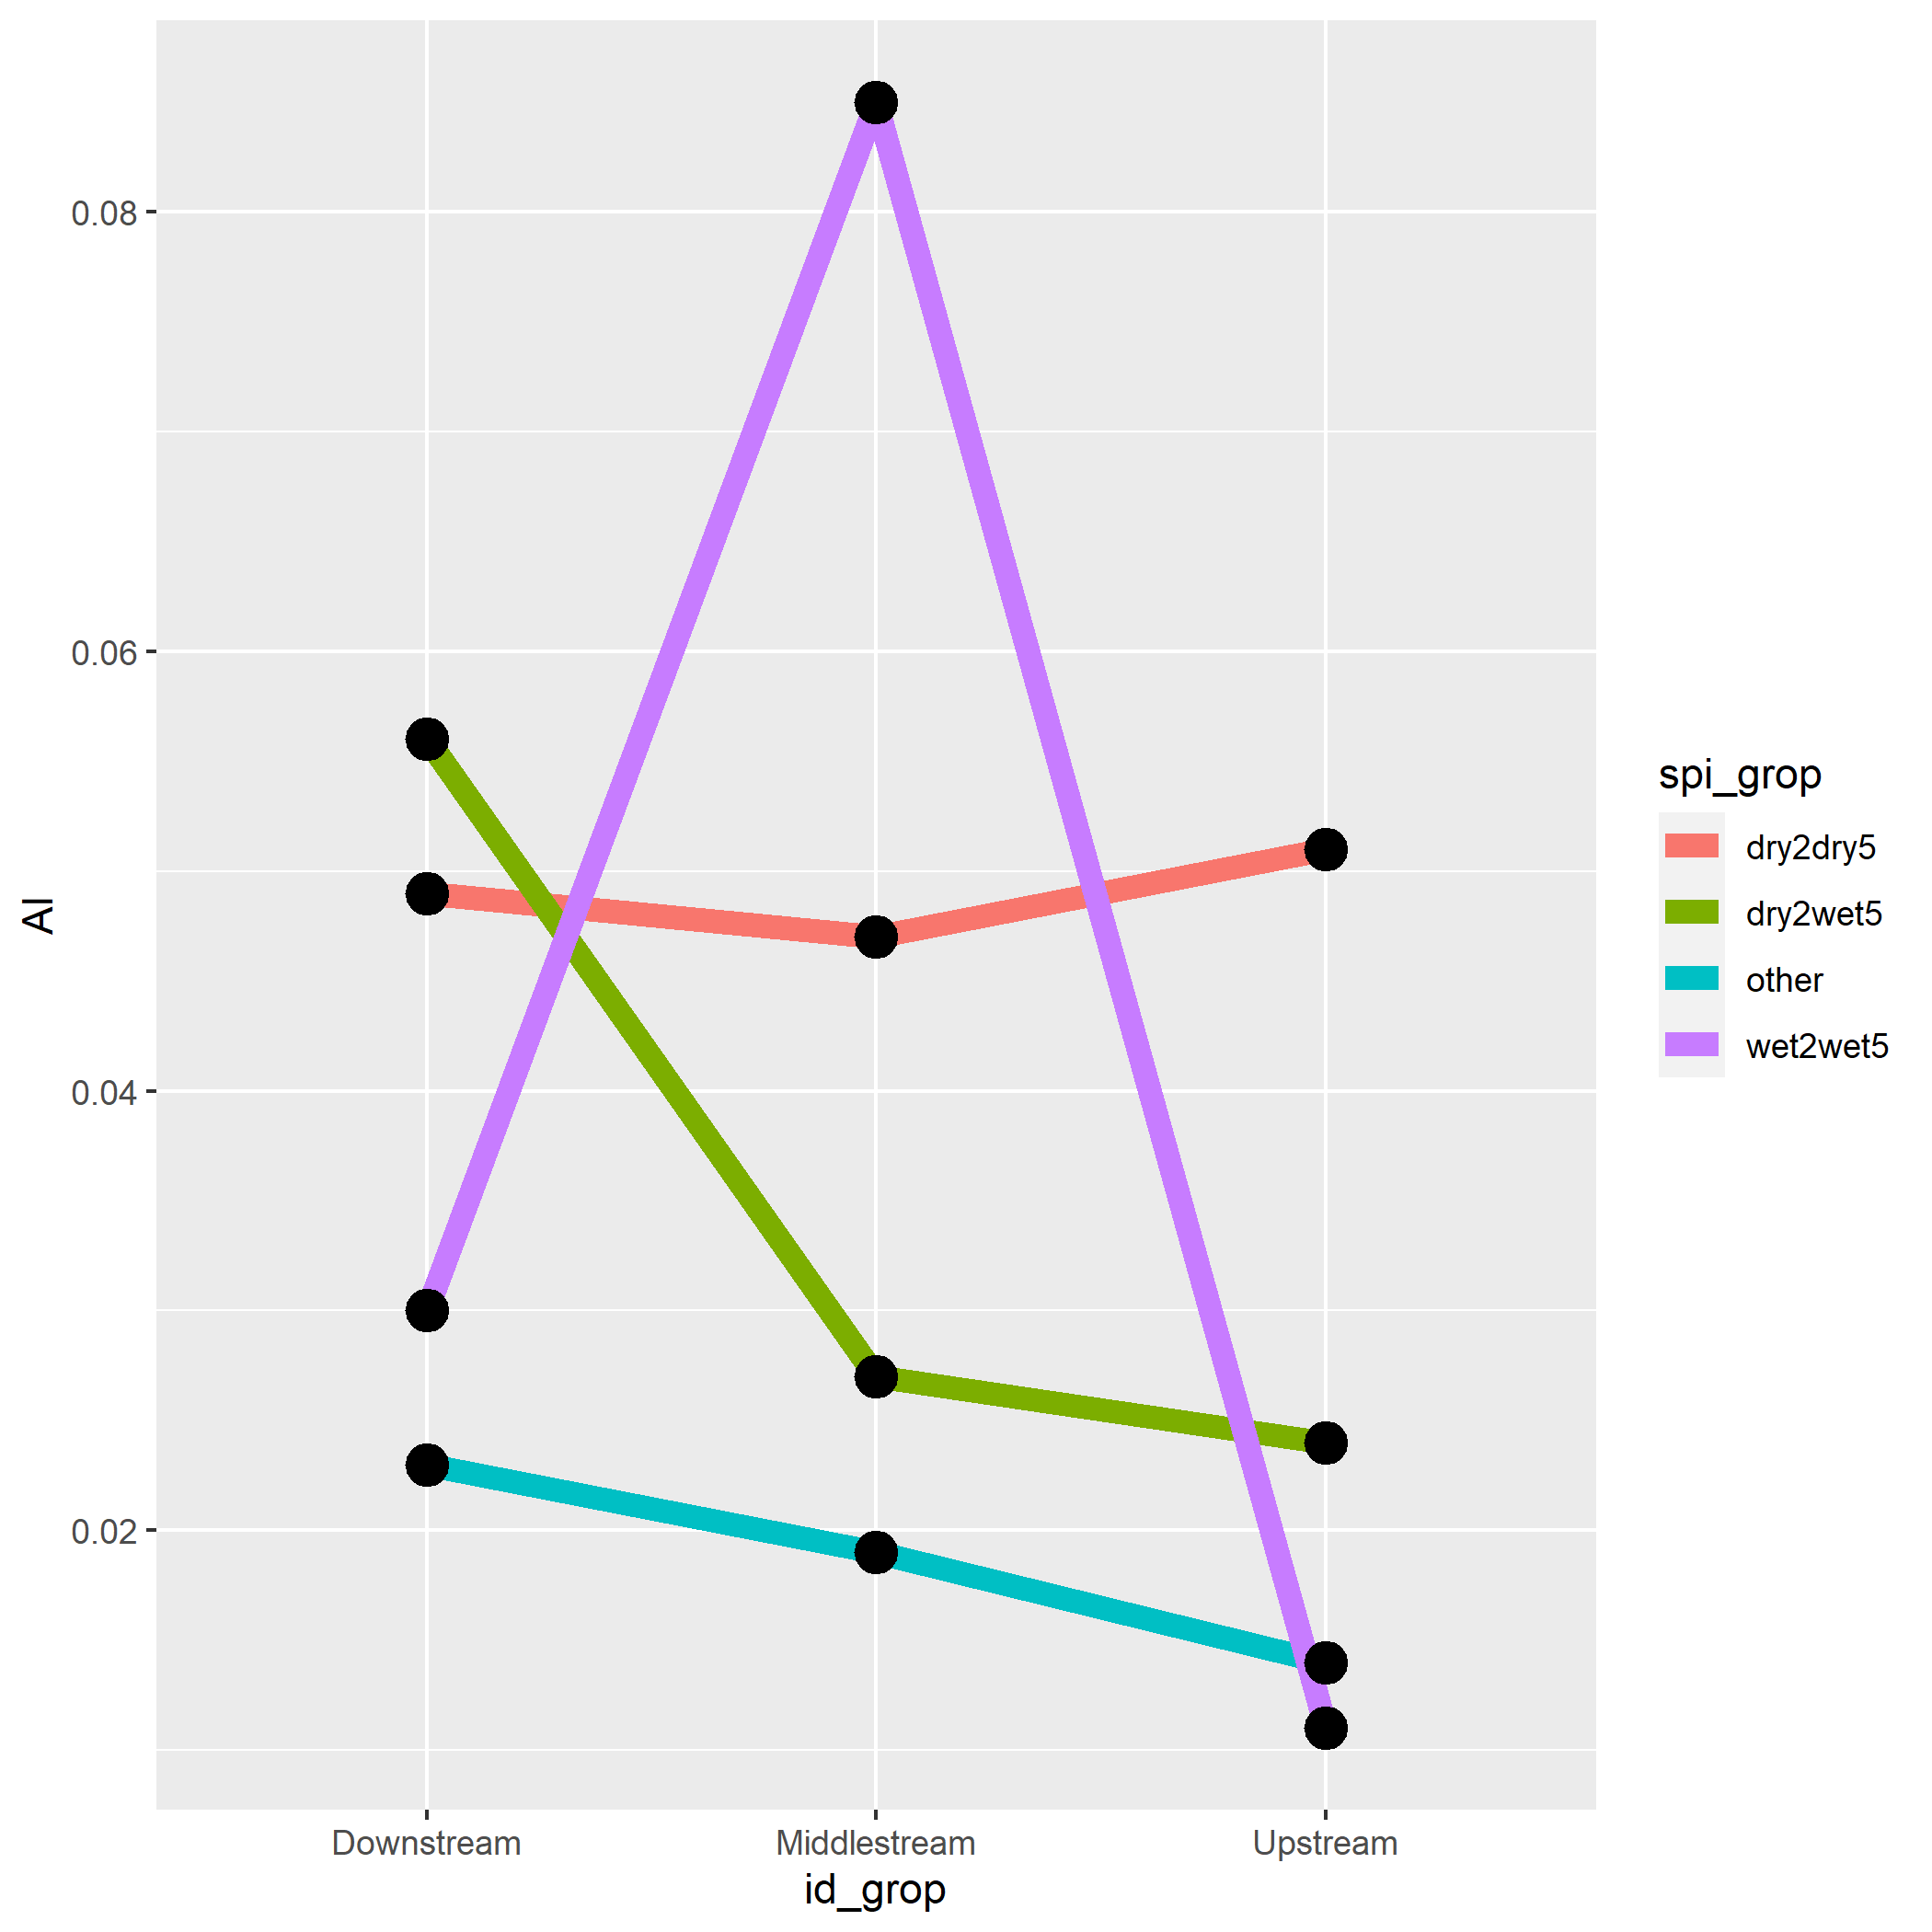 0.08
0.06
0.04
0.02
AI
Downstream
Middlestream
Upstream
id_grop
spi_grop
dry2dry5
dry2wet5
other
wet2wet5